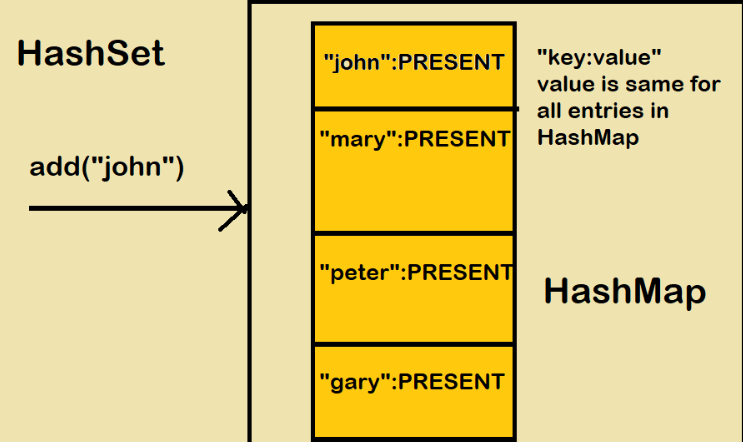 HashSet
add("john")
"john":PRESENT
"mary":PRESENT
"peter":PRESENT
"gary":PRESENT
"key:value"
value is same for
all entries in
HashMap
HashMap